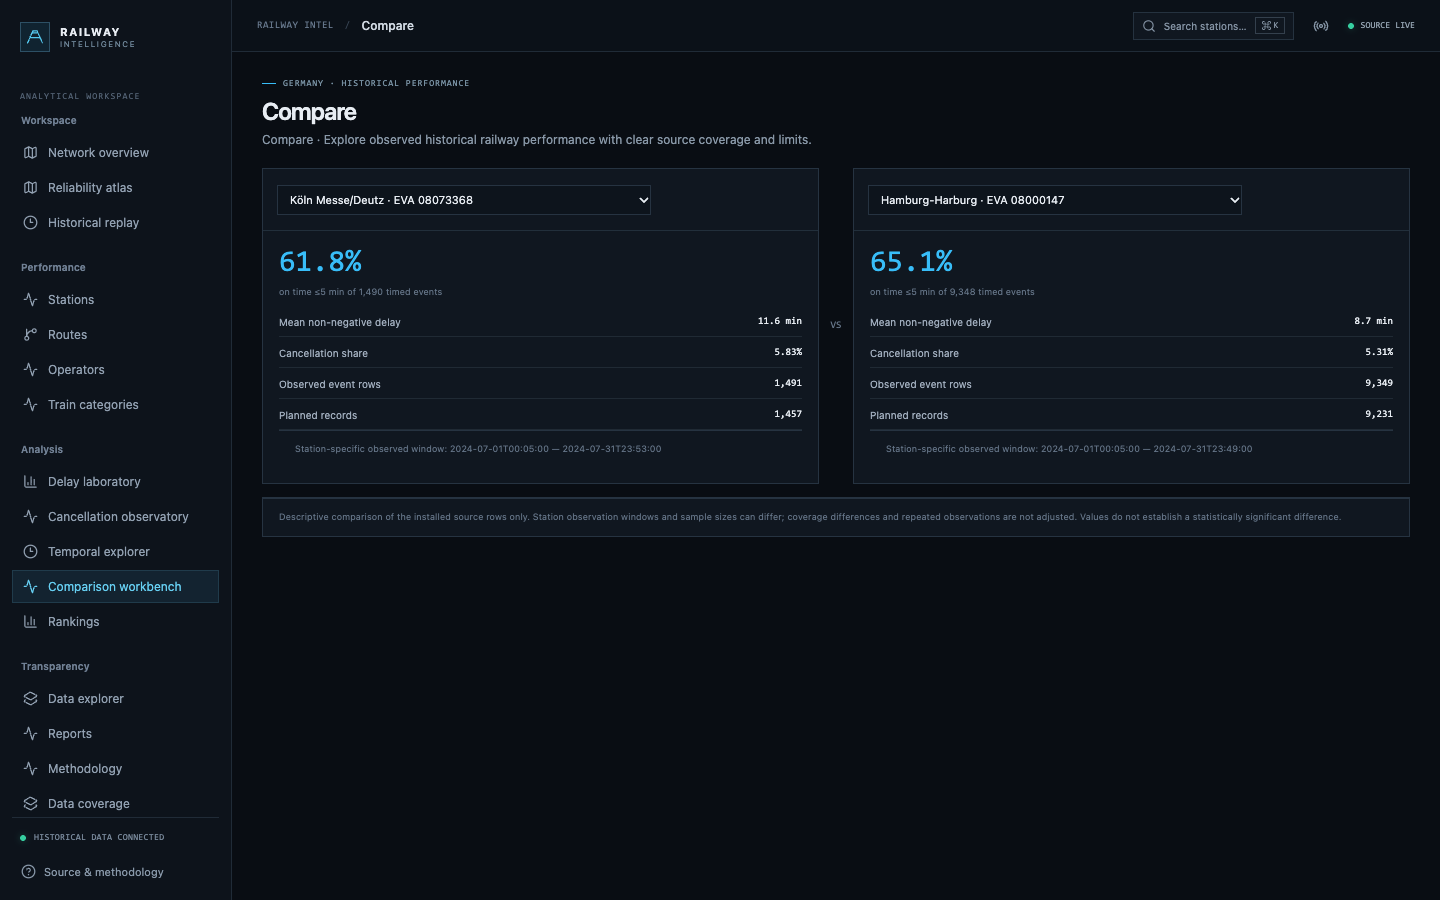 RAILWAY
INTELLIGENCE
ANALYTICAL WORKSPACE
Workspace
Network overview
Reliability atlas
Historical replay
Performance
Stations
Routes
Operators
Train categories
Analysis
Delay laboratory
Cancellation observatory
Temporal explorer
Comparison workbench
Rankings
Transparency
Data explorer
Reports
Methodology
Data coverage
HISTORICAL DATA CONNECTED
Source & methodology
RAILWAY INTEL / Compare
Search stations... ⌘K
SOURCE LIVE
GERMANY · HISTORICAL PERFORMANCE
Compare
Compare · Explore observed historical railway performance with clear source coverage and limits.
Köln Messe/Deutz · EVA 08073368
61.8%
on time ≤5 min of 1,490 timed events
Mean non-negative delay 11.6 min
Cancellation share 5.83%
Observed event rows 1,491
Planned records 1,457
Station-specific observed window: 2024-07-01T00:05:00 — 2024-07-31T23:53:00
VS
Hamburg-Harburg · EVA 08000147
65.1%
on time ≤5 min of 9,348 timed events
Mean non-negative delay 8.7 min
Cancellation share 5.31%
Observed event rows 9,349
Planned records 9,231
Station-specific observed window: 2024-07-01T00:05:00 — 2024-07-31T23:49:00
Descriptive comparison of the installed source rows only. Station observation windows and sample sizes can differ; coverage differences and repeated observations are not adjusted. Values do not establish a statistically significant difference.